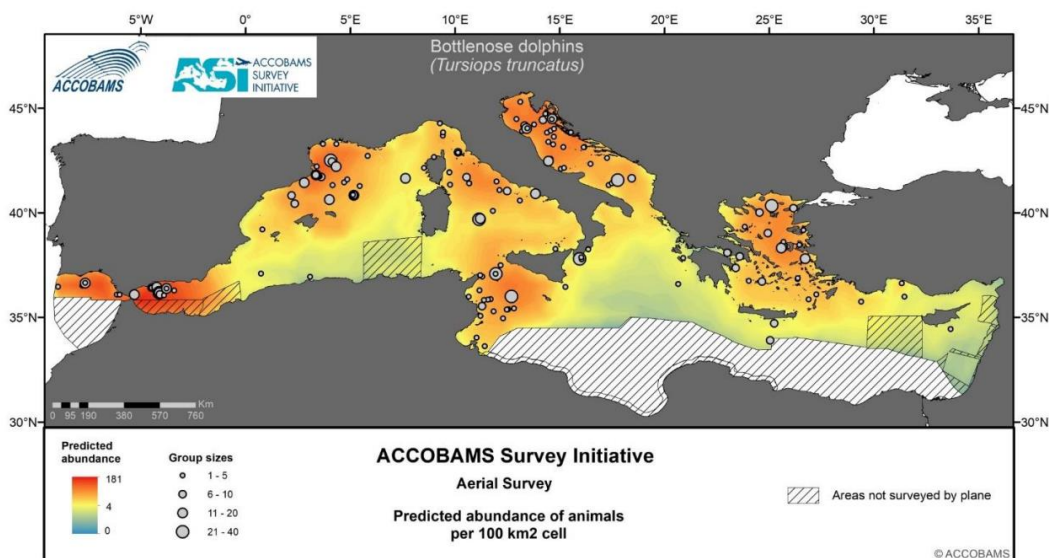 5°W 0° 5°E 10°E 15°E 20°E 25°E 30°E 35°E
Bottlenose dolphins
(Tursiops truncatus)
ACCOBAMS
ASI
ACCOBAMS
SURVEY
INITIATIVE
45°N 45°N
40°N 40°N
35°N 35°N
30°N 30°N
Km
0 95 190 380 570 760
Predicted
abundance
181
4
0
Group sizes
1 - 5
6 - 10
11 - 20
21 - 40
ACCOBAMS Survey Initiative
Aerial Survey
Predicted abundance of animals
per 100 km2 cell
Areas not surveyed by plane
© ACCOBAMS